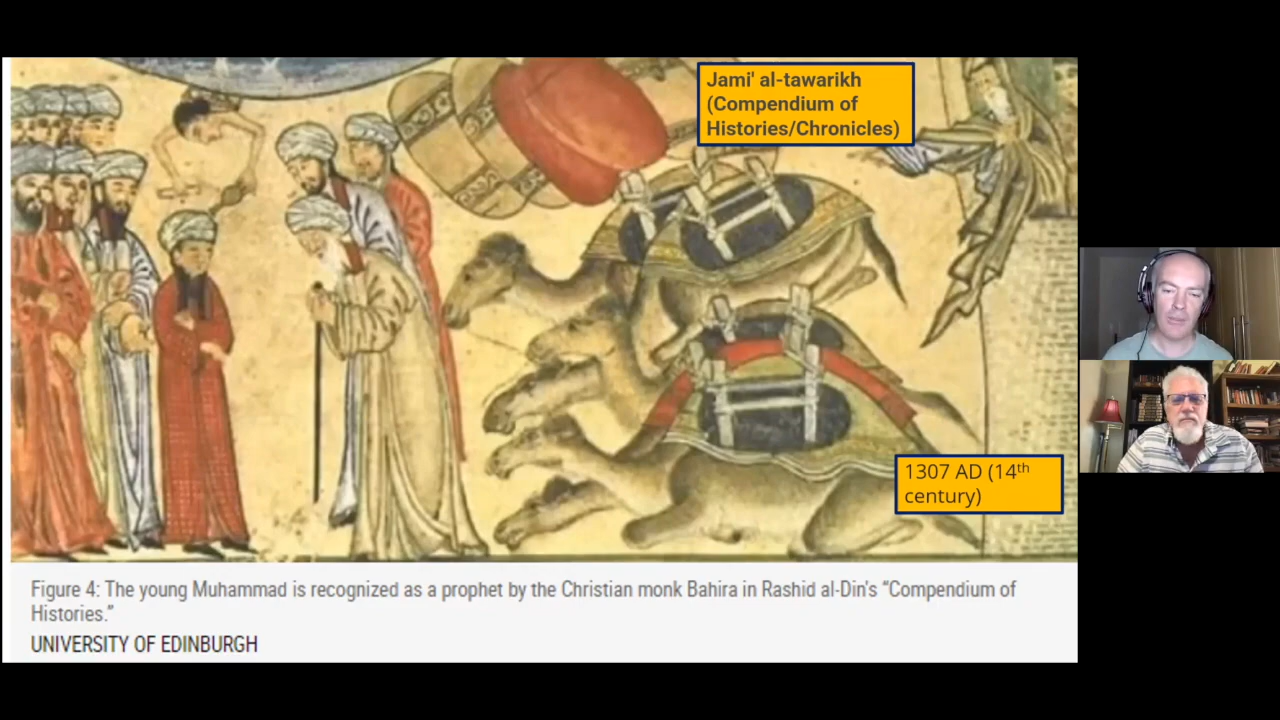 Jami' al-tawarikh
(Compendium of
Histories/Chronicles)
1307 AD (14th
century)
Figure 4: The young Muhammad is recognized as a prophet by the Christian monk Bahira in Rashid al-Din's “Compendium of
Histories.”
UNIVERSITY OF EDINBURGH